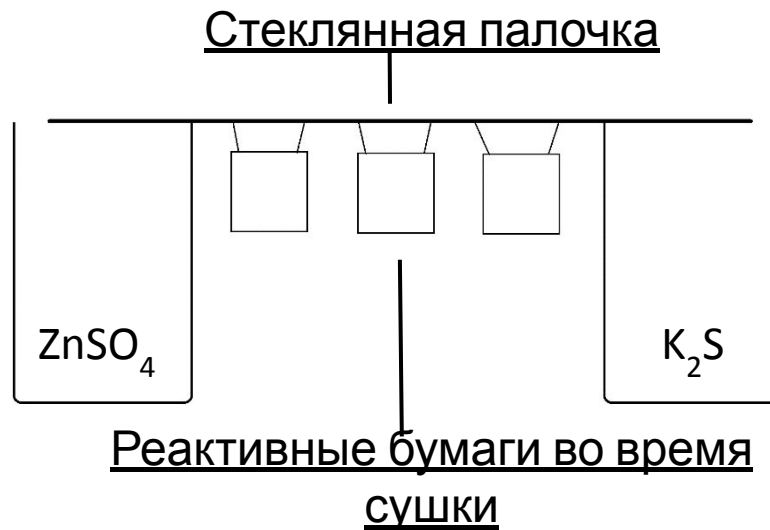 Стеклянная палочка
ZnSO₄
K₂S
Реактивные бумаги во время
сушки